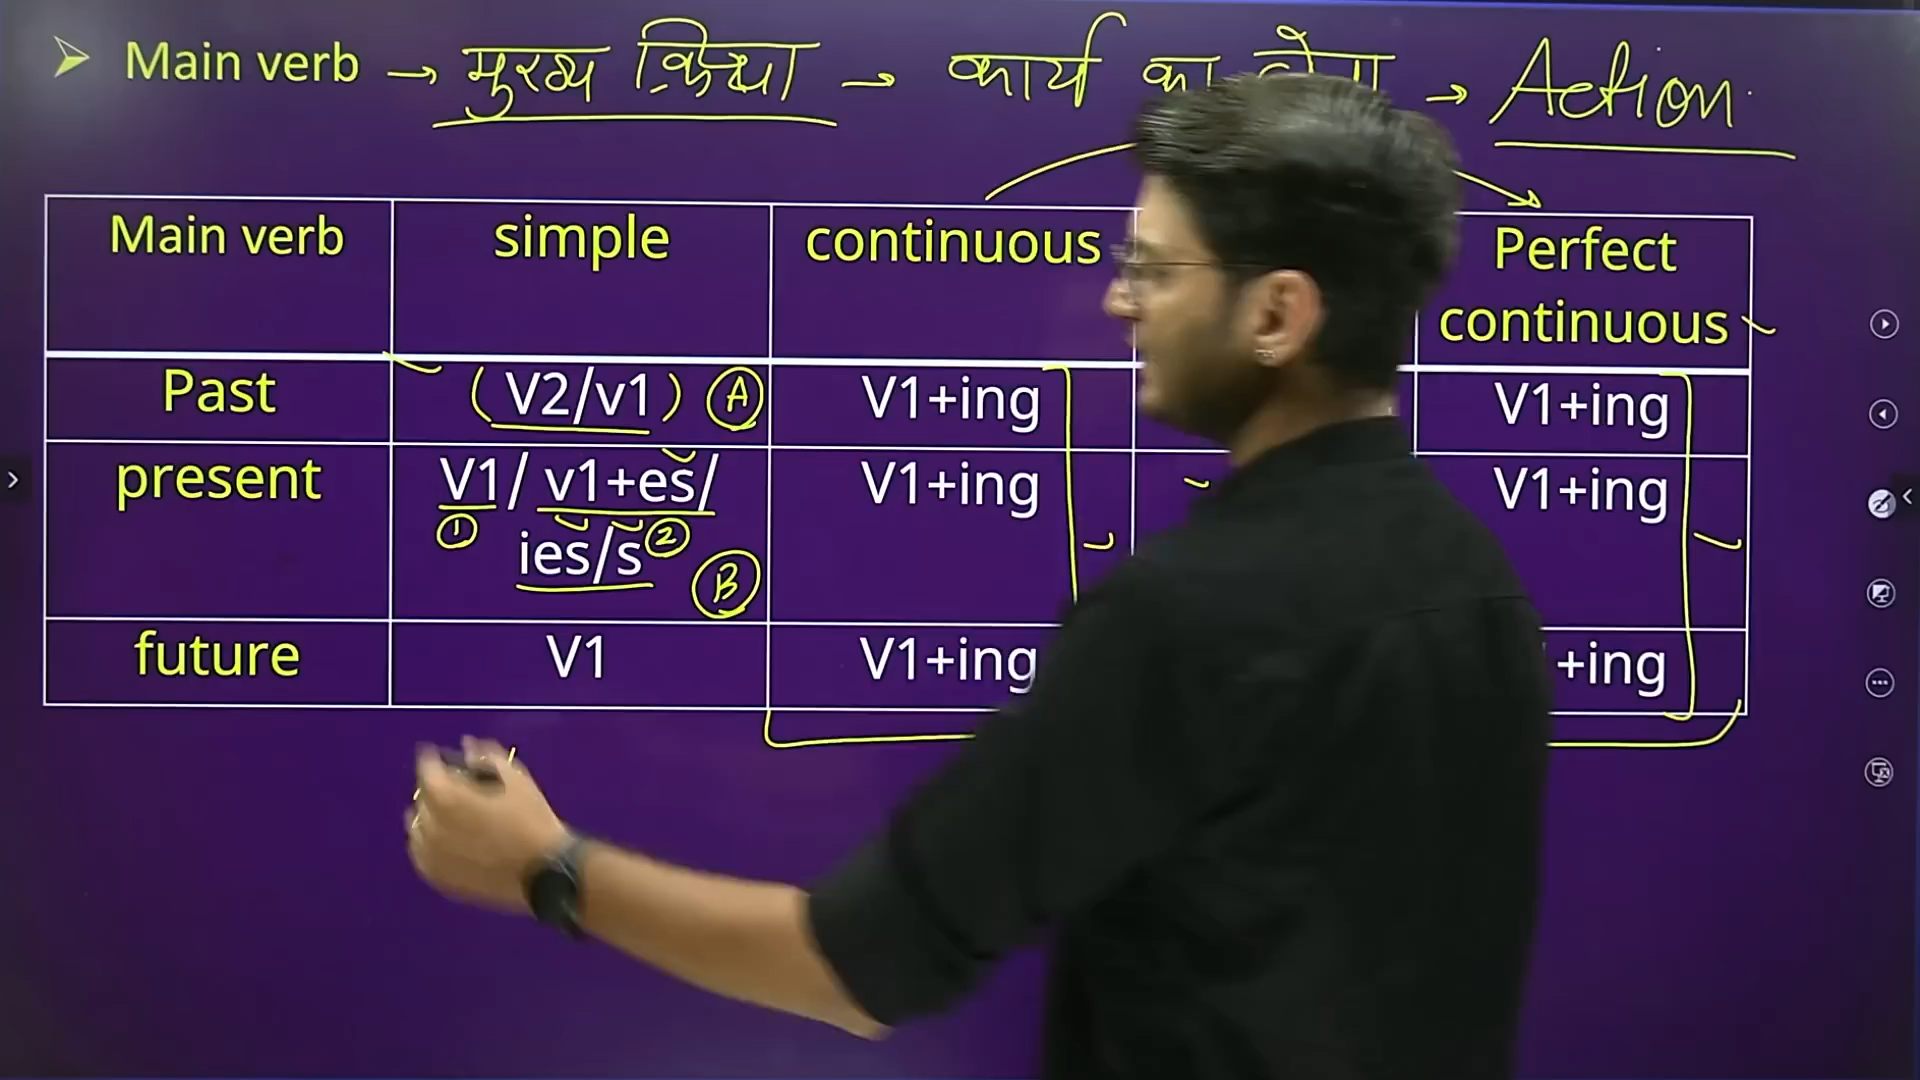 Main verb → मुख्य क्रिया → कार्य का होना → Action
Main verb simple continuous Perfect continuous
Past (V2/v1) A V1+ing V1+ing
present V1/ v1+es/ V1+ing V1+ing
1 ies/s 2 B
future V1 V1+ing +ing